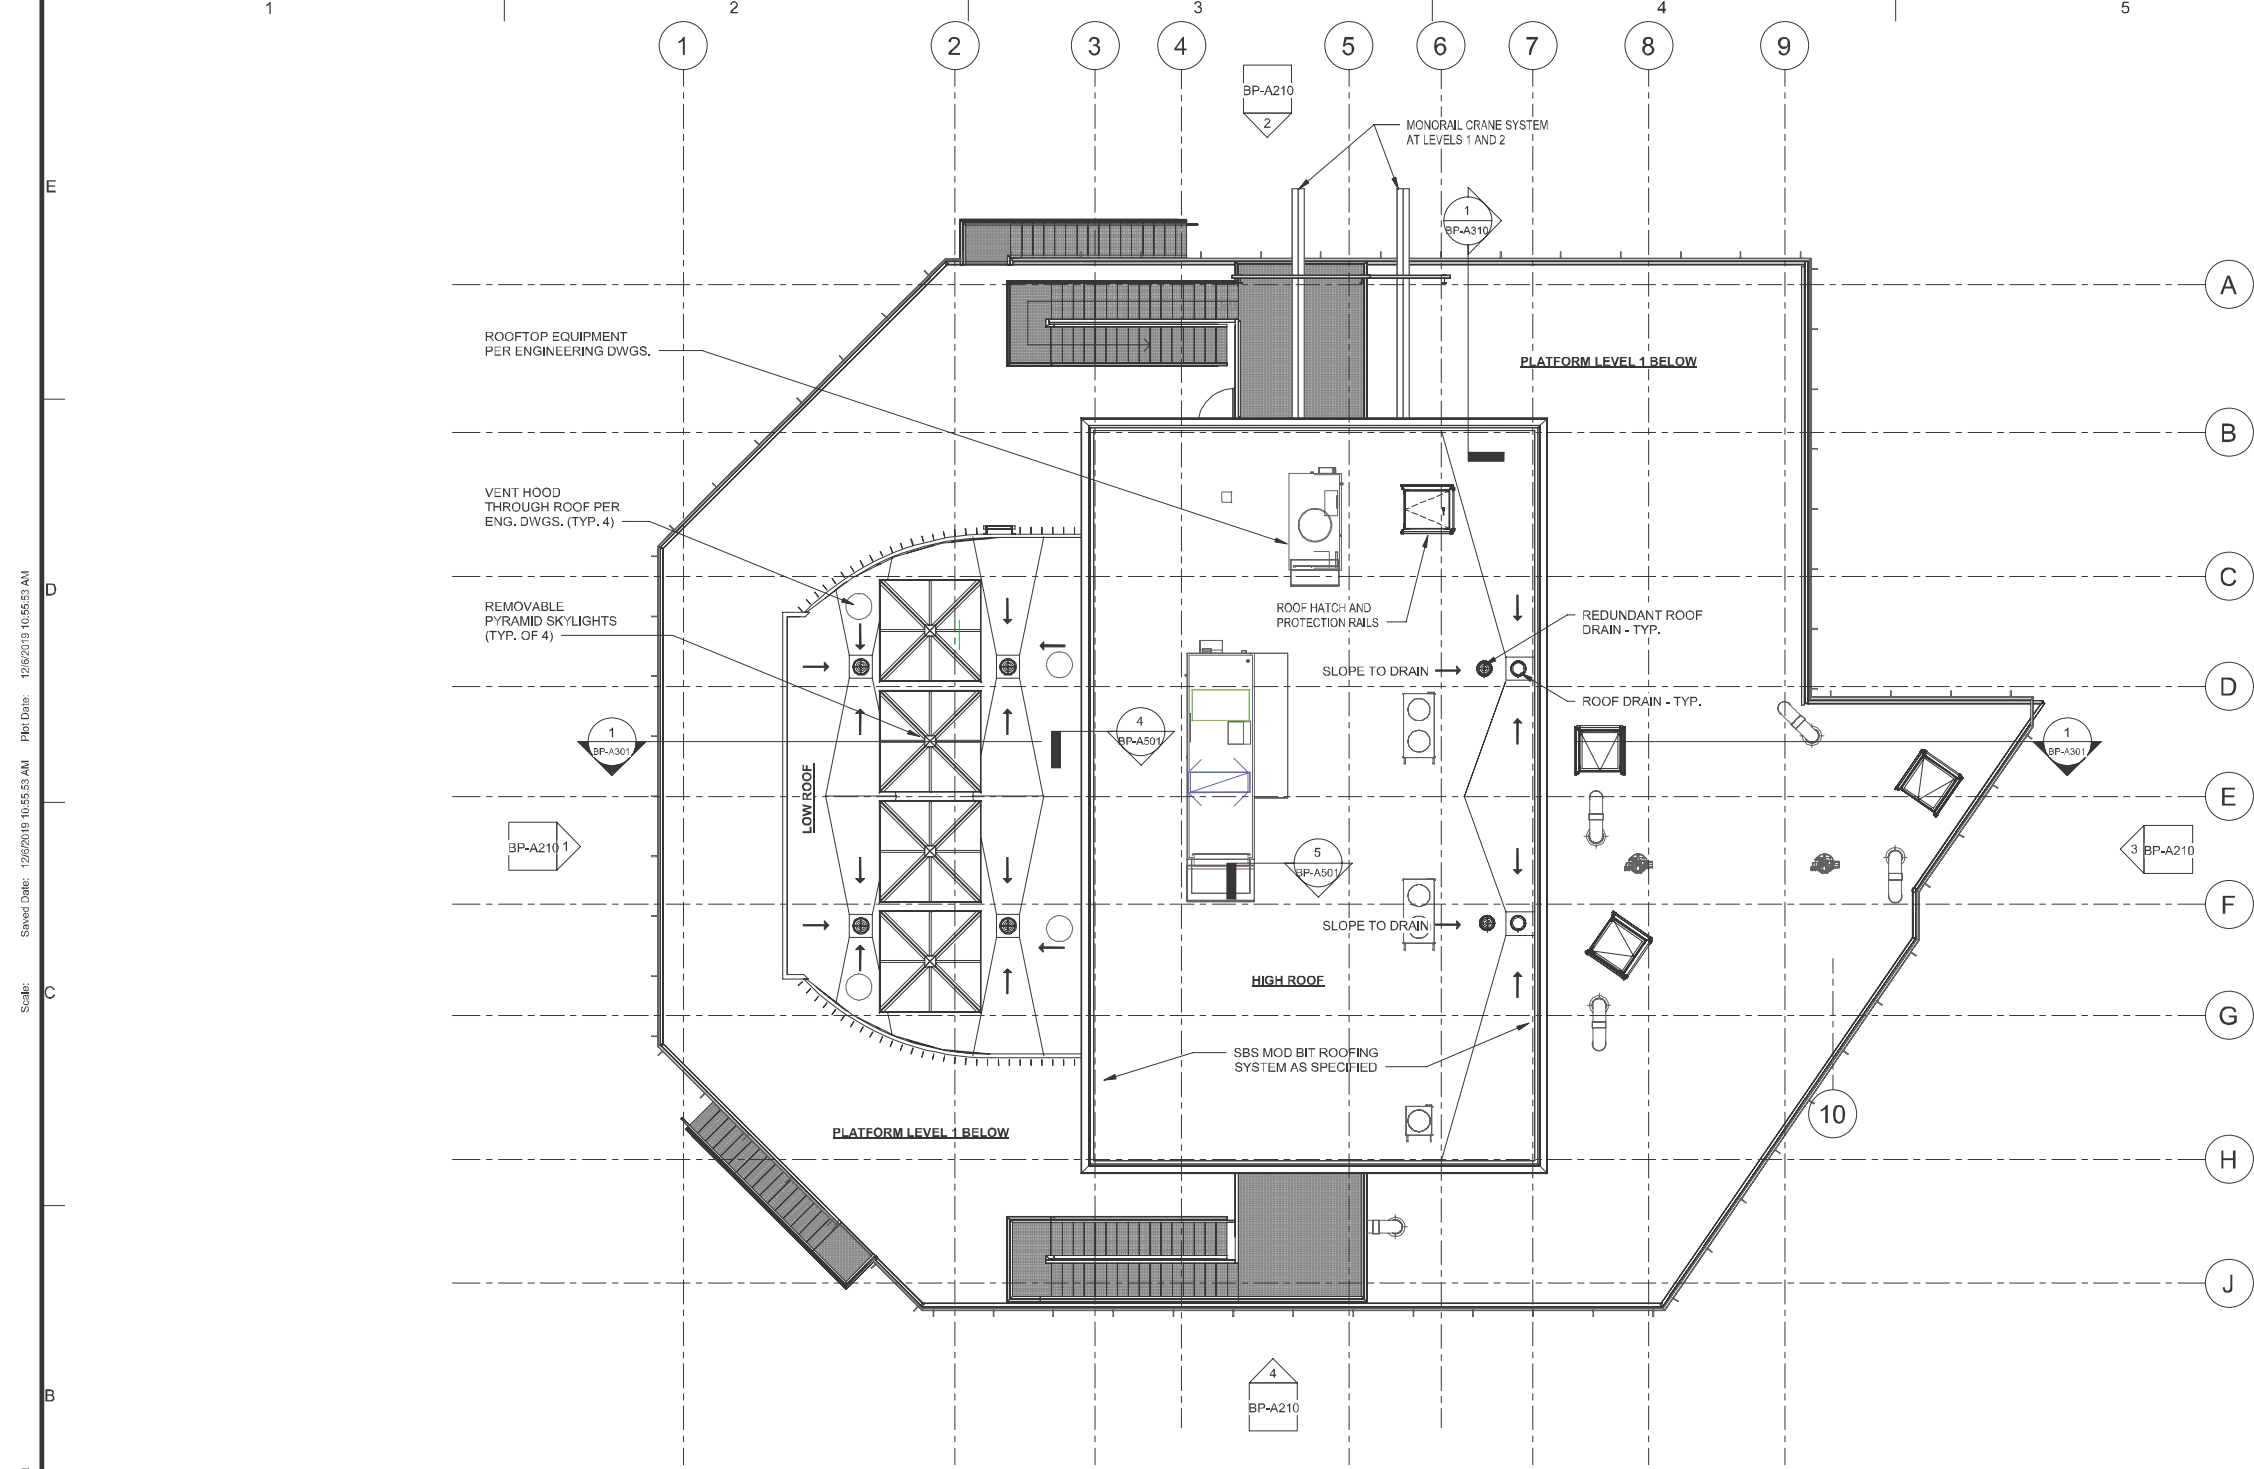 1 2 3 4 5
1 2 3 4 5 6 7 8 9
BP-A210
2
MONORAIL CRANE SYSTEM
AT LEVELS 1 AND 2
E
1
BP-A310
A
ROOFTOP EQUIPMENT
PER ENGINEERING DWGS.
PLATFORM LEVEL 1 BELOW
B
VENT HOOD
THROUGH ROOF PER
ENG. DWGS. (TYP. 4)
C
D
REMOVABLE
PYRAMID SKYLIGHTS
(TYP. OF 4)
ROOF HATCH AND
PROTECTION RAILS
REDUNDANT ROOF
DRAIN - TYP.
SLOPE TO DRAIN
D
ROOF DRAIN - TYP.
1
BP-A301
4
BP-A501
1
BP-A301
LOW ROOF
E
BP-A210 1
3 BP-A210
5
BP-A501
F
SLOPE TO DRAIN
HIGH ROOF
C
G
SBS MOD BIT ROOFING
SYSTEM AS SPECIFIED
10
PLATFORM LEVEL 1 BELOW
H
J
4
BP-A210
B
Scale: Saved Date: 12/6/2019 10:55:53 AM Plot Date: 12/6/2019 10:55:53 AM